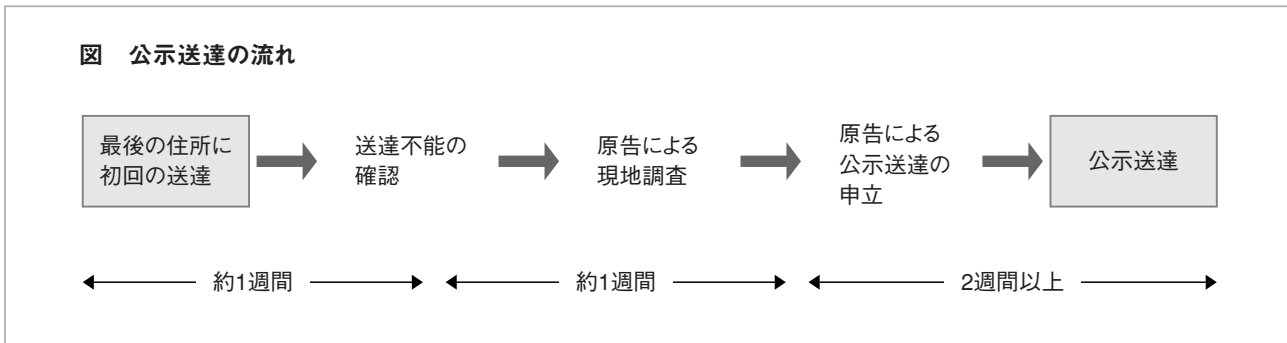 図　公示送達の流れ
最後の住所に
初回の送達
送達不能の
確認
原告による
現地調査
原告による
公示送達の
申立
公示送達
約1週間
約1週間
2週間以上